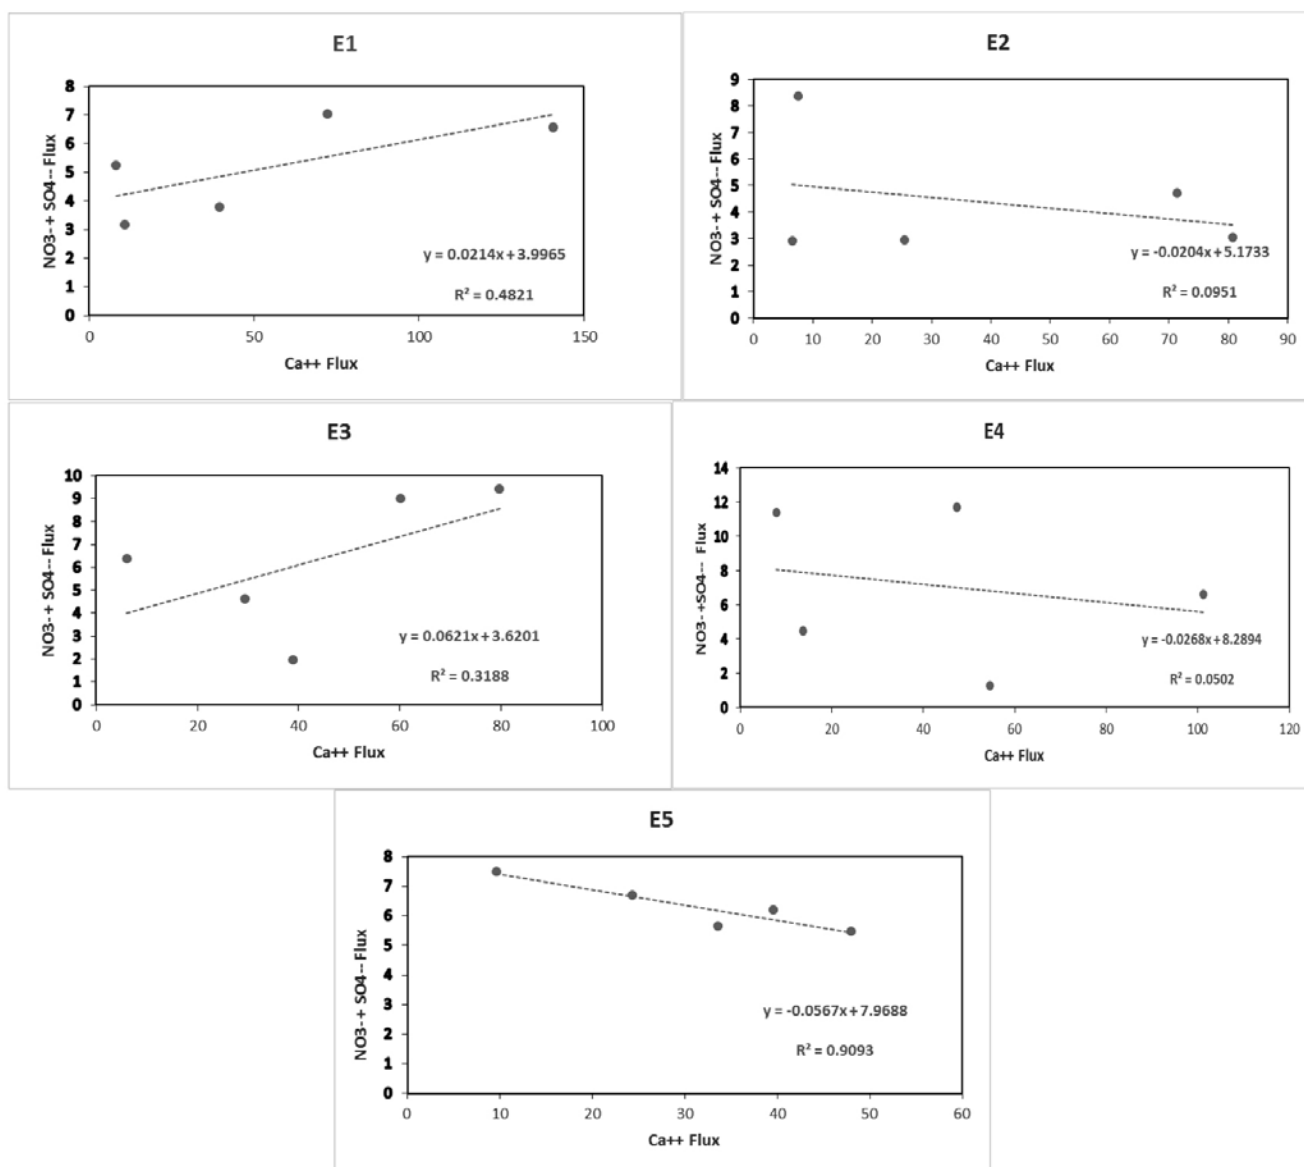 E1
8
7
6
5
4
3
2
1
0
NO3-+ SO4-- Flux
y = 0.0214x + 3.9965
R² = 0.4821
0 50 100 150
Ca++ Flux
E2
9
8
7
6
5
4
3
2
1
0
NO3-+ SO4-- Flux
y = -0.0204x + 5.1733
R² = 0.0951
0 10 20 30 40 50 60 70 80 90
Ca++ Flux
E3
10
9
8
7
6
5
4
3
2
1
0
NO3-+ SO4-- Flux
y = 0.0621x + 3.6201
R² = 0.3188
0 20 40 60 80 100
Ca++ Flux
E4
14
12
10
8
6
4
2
0
NO3-+SO4-- Flux
y = -0.0268x + 8.2894
R² = 0.0502
0 20 40 60 80 100 120
Ca++ Flux
E5
8
7
6
5
4
3
2
1
0
NO3-+ SO4-- Flux
y = -0.0567x + 7.9688
R² = 0.9093
0 10 20 30 40 50 60
Ca++ Flux